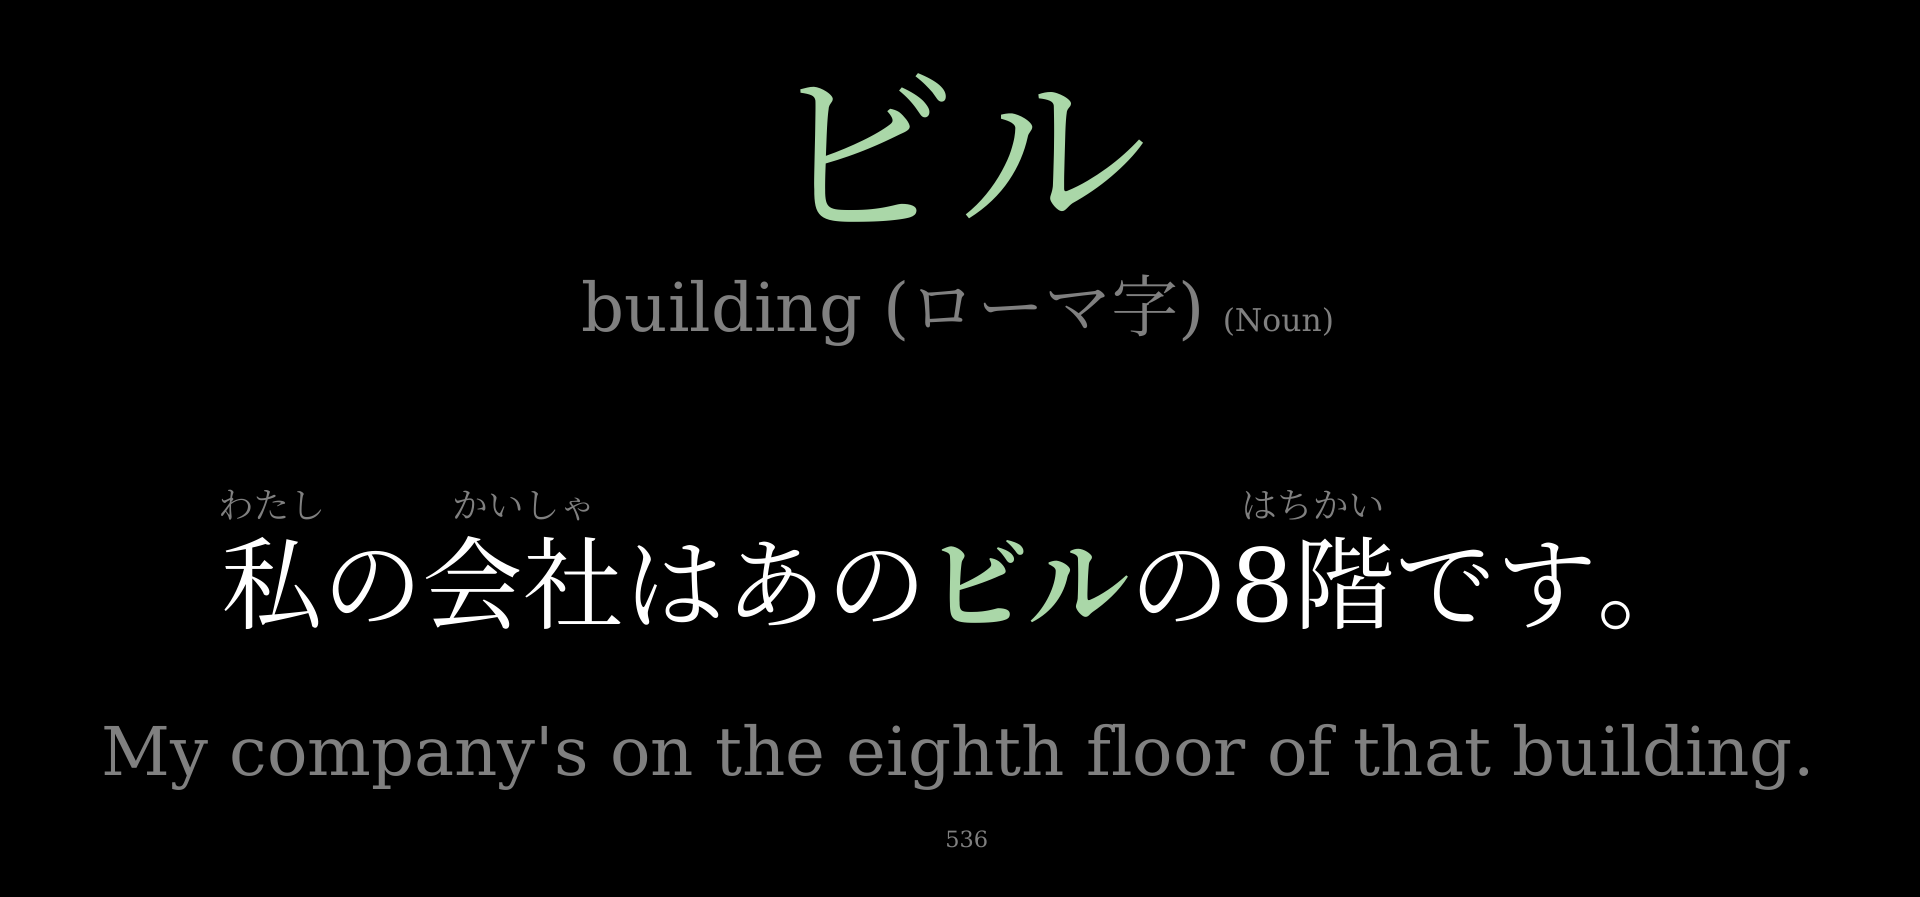 ビル
building (ローマ字) (Noun)
わたし かいしゃ はちかい
私の会社はあのビルの8階です。
My company's on the eighth floor of that building.
536